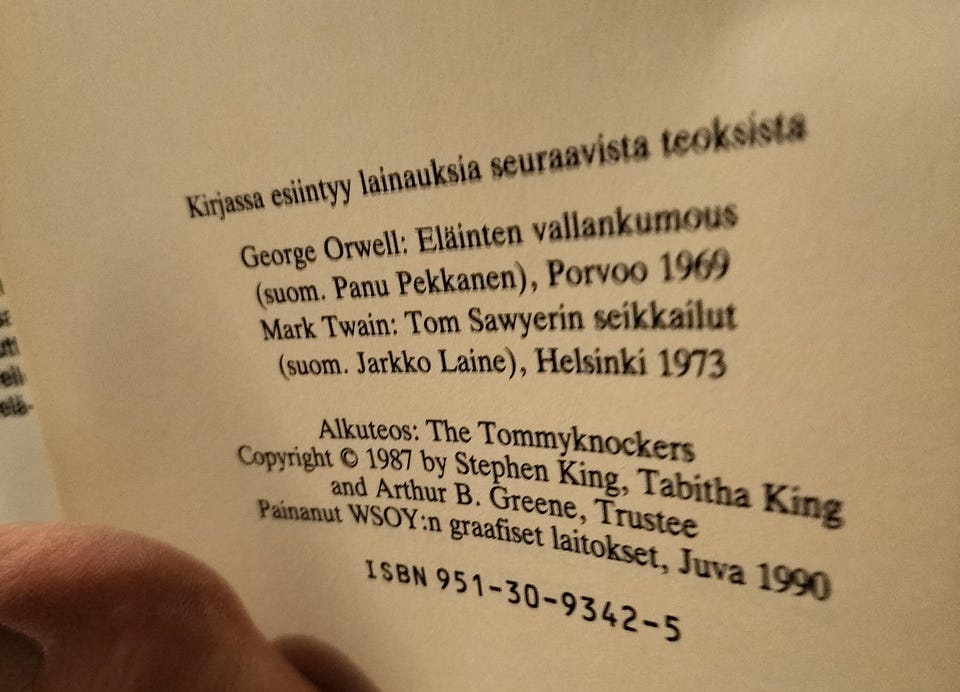 Kirjassa esiintyy lainauksia seuraavista teoksista
George Orwell: Eläinten vallankumous
(suom. Panu Pekkanen), Porvoo 1969
Mark Twain: Tom Sawyerin seikkailut
(suom. Jarkko Laine), Helsinki 1973
Alkuteos: The Tommyknockers
Copyright © 1987 by Stephen King, Tabitha King
and Arthur B. Greene, Trustee
Painanut WSOY:n graafiset laitokset, Juva 1990
ISBN 951-30-9342-5